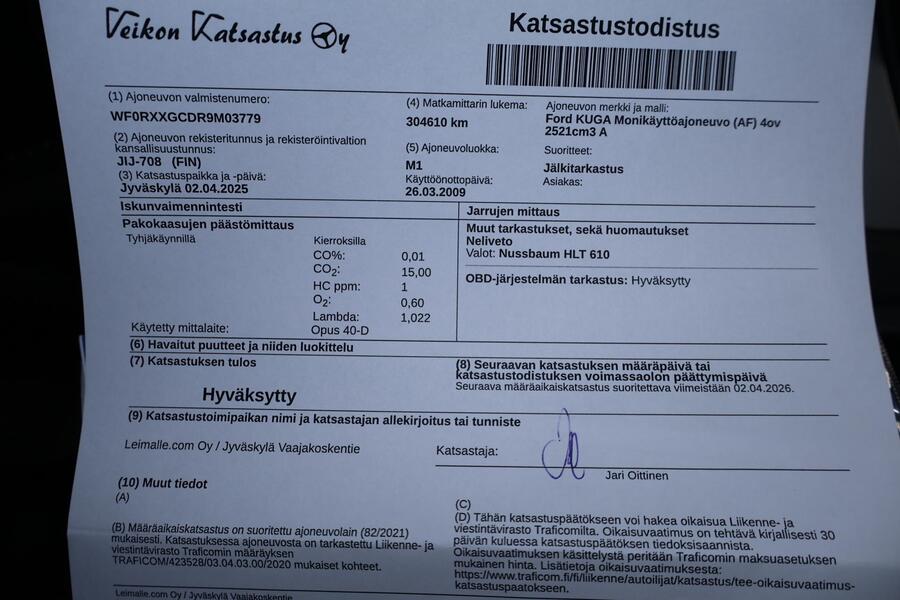 Veikon Katsastus Oy
Katsastustodistus
(1) Ajoneuvon valmistenumero:
WF0RXXGCDR9M03779
(4) Matkamittarin lukema:
304610 km
Ajoneuvon merkki ja malli:
Ford KUGA Monikäyttöajoneuvo (AF) 4ov
2521cm3 A
(2) Ajoneuvon rekisteritunnus ja rekisteröintivaltion
kansallisuustunnus:
JIJ-708 (FIN)
(5) Ajoneuvoluokka:
M1
Suoritteet:
Jälkitarkastus
(3) Katsastuspaikka ja -päivä:
Jyväskylä 02.04.2025
Käyttöönottopäivä:
26.03.2009
Asiakas:
Iskunvaimennintesti
Jarrujen mittaus
Pakokaasujen päästömittaus
Tyhjäkäynnillä
Kierroksilla
CO%: 0,01
CO2: 15,00
HC ppm: 1
O2: 0,60
Lambda: 1,022
Käytetty mittalaite: Opus 40-D
Muut tarkastukset, sekä huomautukset
Neliveto
Valot: Nussbaum HLT 610
OBD-järjestelmän tarkastus: Hyväksytty
(6) Havaitut puutteet ja niiden luokittelu
(7) Katsastuksen tulos
Hyväksytty
(8) Seuraavan katsastuksen määräpäivä tai
katsastustodistuksen voimassaolon päättymispäivä
Seuraava määräaikaiskatsastus suoritettava viimeistään 02.04.2026.
(9) Katsastustoimipaikan nimi ja katsastajan allekirjoitus tai tunniste
Leimalle.com Oy / Jyväskylä Vaajakoskentie
Katsastaja:
Jari Oittinen
(10) Muut tiedot
(A)
(B) Määräaikaiskatsastus on suoritettu ajoneuvolain (82/2021)
mukaisesti. Katsastuksessa ajoneuvosta on tarkastettu Liikenne- ja
viestintävirasto Traficomin määräyksen
TRAFICOM/423528/03.04.03.00/2020 mukaiset kohteet.
(C)
(D) Tähän katsastuspäätökseen voi hakea oikaisua Liikenne- ja
viestintävirasto Traficomilta. Oikaisuvaatimus on tehtävä kirjallisesti 30
päivän kuluessa katsastuspäätöksen tiedoksisaannista.
Oikaisuvaatimuksen käsittelystä peritään Traficomin maksuasetuksen
mukainen hinta. Lisätietoja oikaisuvaatimuksesta:
https://www.traficom.fi/fi/liikenne/autoilijat/katsastus/tee-oikaisuvaatimus-
katsastuspaatokseen.
Leimalle.com Oy / Jyväskylä Vaajakoskentie